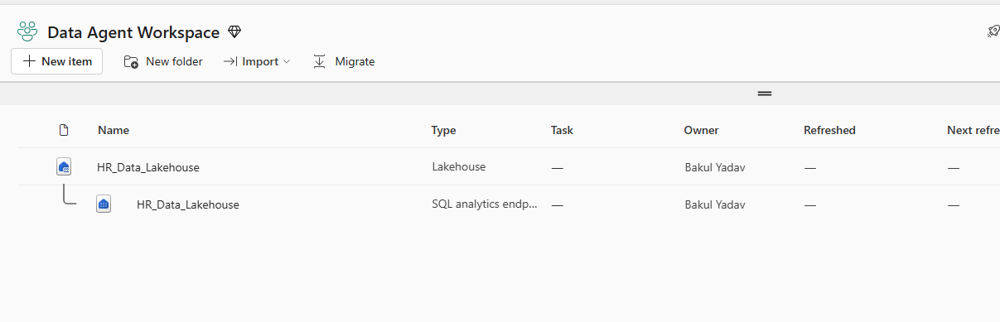 Data Agent Workspace
New item New folder Import Migrate
Name Type Task Owner Refreshed Next refre
HR_Data_Lakehouse Lakehouse — Bakul Yadav — —
HR_Data_Lakehouse SQL analytics endp... — Bakul Yadav — —